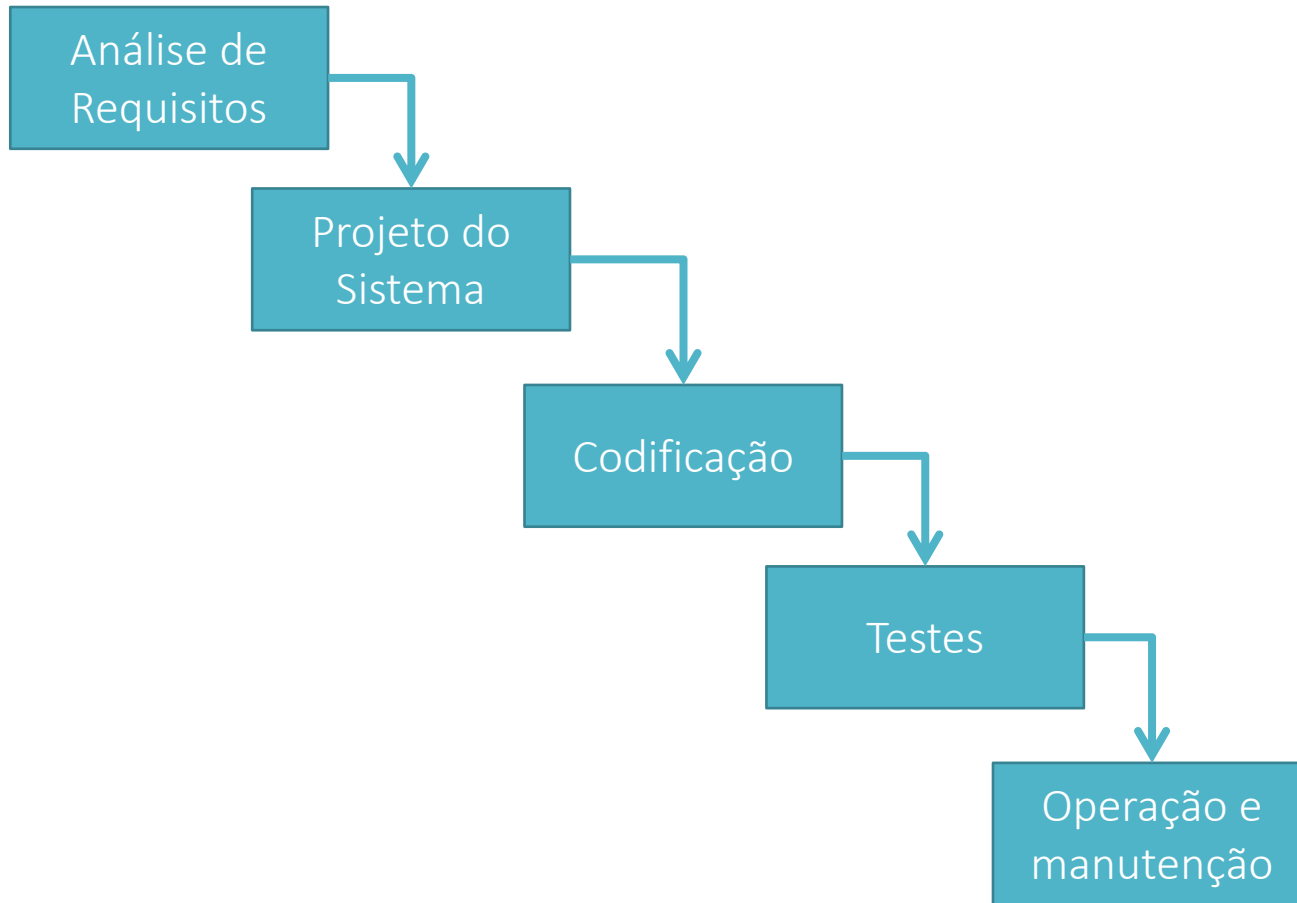 Análise de
Requisitos
Projeto do
Sistema
Codificação
Testes
Operação e
manutenção